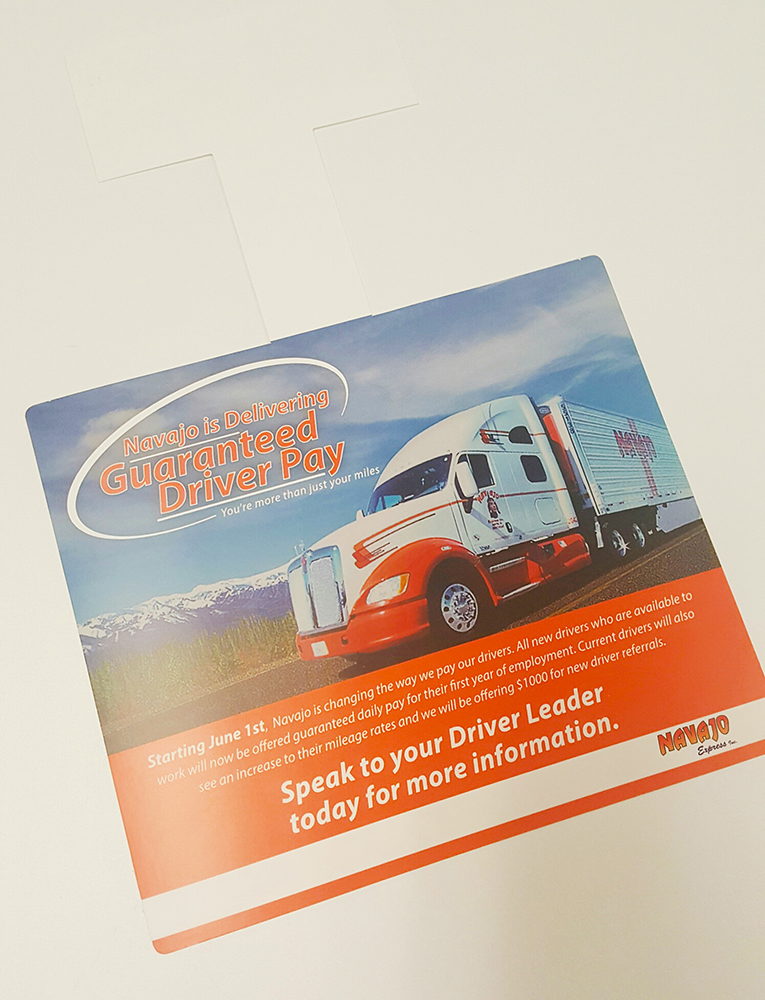 Navajo is Delivering
Guaranteed
Driver Pay
You're more than just your miles
NAVAJO
Starting June 1st, Navajo is changing the way we pay our drivers. All new drivers who are available to
work will now be offered guaranteed daily pay for their first year of employment. Current drivers will also
see an increase to their mileage rates and we will be offering $1000 for new driver referrals.
Speak to your Driver Leader
today for more information.
NAVAJO
Express Inc.